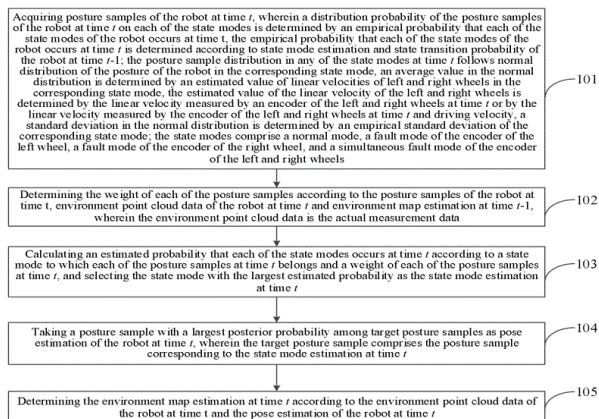 Acquiring posture samples of the robot at time t, wherein a distribution probability of the posture samples
of the robot at time t on each of the state modes is determined by an empirical probability that each of the
state modes of the robot occurs at time t, the empirical probability that each of the state modes of the
robot occurs at time t is determined according to state mode estimation and state transition probability of
the robot at time t-1; the posture sample distribution in any of the state modes at time t follows normal
distribution of the posture of the robot in the corresponding state mode, an average value in the normal
distribution is determined by an estimated value of linear velocities of left and right wheels in the
corresponding state mode, the estimated value of the linear velocity of the left and right wheels is
determined by the linear velocity measured by an encoder of the left and right wheels at time t or by the
linear velocity measured by the encoder of the left and right wheels at time t and driving velocity, a
standard deviation in the normal distribution is determined by an empirical standard deviation of the
corresponding state mode; the state modes comprise a normal mode, a fault mode of the encoder of the
left wheel, a fault mode of the encoder of the right wheel, and a simultaneous fault mode of the encoder
of the left and right wheels
101
Determining the weight of each of the posture samples according to the posture samples of the robot at
time t, environment point cloud data of the robot at time t and environment map estimation at time t-1,
wherein the environment point cloud data is the actual measurement data
102
Calculating an estimated probability that each of the state modes occurs at time t according to a state
mode to which each of the posture samples at time t belongs and a weight of each of the posture samples
at time t, and selecting the state mode with the largest estimated probability as the state mode estimation
at time t
103
Taking a posture sample with a largest posterior probability among target posture samples as pose
estimation of the robot at time t, wherein the target posture sample comprises the posture sample
corresponding to the state mode estimation at time t
104
Determining the environment map estimation at time t according to the environment point cloud data of
the robot at time t and the pose estimation of the robot at time t
105